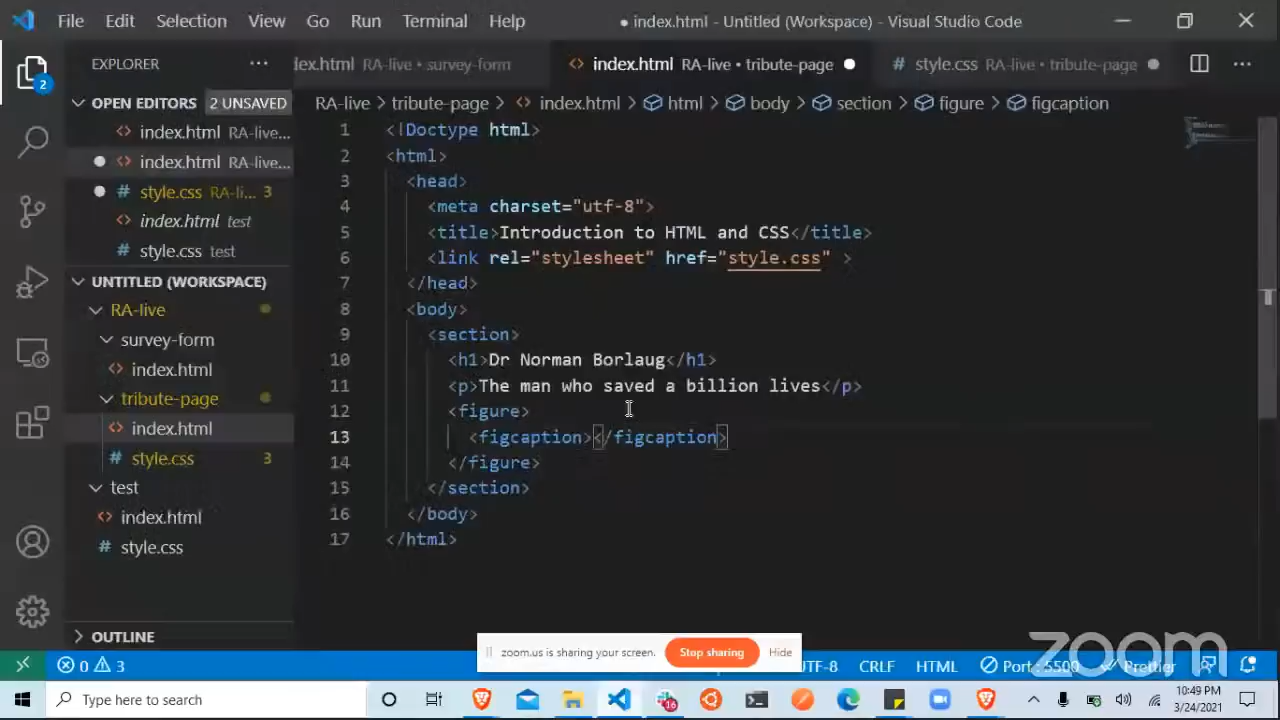 File Edit Selection View Go Run Terminal Help ● index.html - Untitled (Workspace) - Visual Studio Code
EXPLORER ···
dex.html RA-live • survey-form <> index.html RA-live • tribute-page ● # style.css RA-live • tribute-page ●
OPEN EDITORS 2 UNSAVED
<> index.html RA-live...
● <> index.html RA-live...
● # style.css RA-li... 3
<> index.html test
# style.css test
UNTITLED (WORKSPACE)
RA-live
survey-form
<> index.html
tribute-page
<> index.html
# style.css 3
test
<> index.html
# style.css
OUTLINE
2
RA-live > tribute-page > <> index.html > html > body > section > figure > figcaption
1 <!Doctype html>
2 <html>
3 <head>
4 <meta charset="utf-8">
5 <title>Introduction to HTML and CSS</title>
6 <link rel="stylesheet" href="style.css" >
7 </head>
8 <body>
9 <section>
10 <h1>Dr Norman Borlaug</h1>
11 <p>The man who saved a billion lives</p>
12 <figure>
13 <figcaption></figcaption>
14 </figure>
15 </section>
16 </body>
17 </html>
zoom.us is sharing your screen. Stop sharing Hide
zoom
0 3 UTF-8 CRLF HTML Port : 5500 Prettier
Type here to search
16
10:49 PM
3/24/2021